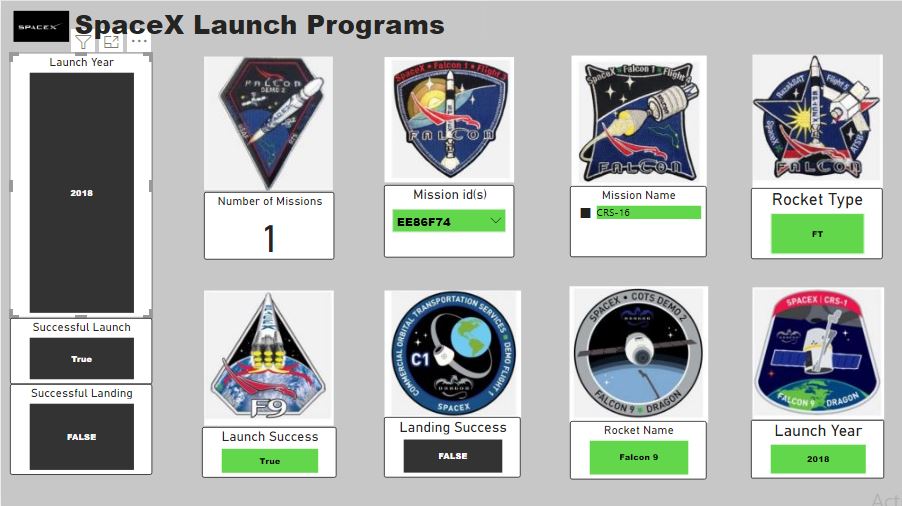 SPACEX
SpaceX Launch Programs
Launch Year
2018
Successful Launch
True
Successful Landing
FALSE
FALCON
DEMO 2
Number of Missions
1
SpaceX • Falcon 1 • Flight
FALCON
Mission id(s)
EE86F74
SpaceX Falcon 1 Flight
FALCON
Mission Name
CRS-16
RazakSAT Flight 5
SpaceX
ATSB
FALCON
Rocket Type
FT
F9
Launch Success
True
COMMERCIAL ORBITAL TRANSPORTATION SERVICES
DEMO FLIGHT 1
C1
DRAGON
SPACEX
Landing Success
FALSE
SPACEX • COTS DEMO 2
DRAGON
FALCON 9 DRAGON
Rocket Name
Falcon 9
SPACEX | CRS-1
FALCON 9 DRAGON
Launch Year
2018